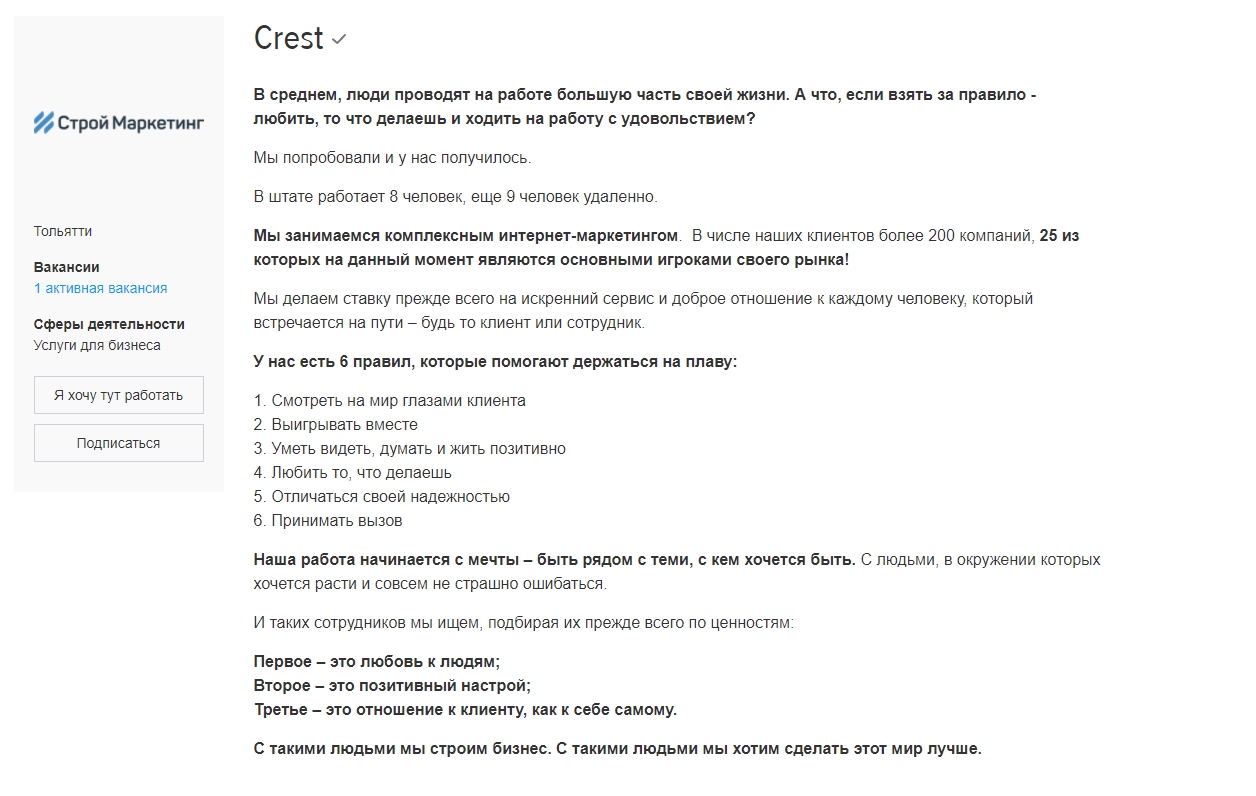 Crest
В среднем, люди проводят на работе большую часть своей жизни. А что, если взять за правило -
любить, то что делаешь и ходить на работу с удовольствием?
Строй Маркетинг
Мы попробовали и у нас получилось.
В штате работает 8 человек, еще 9 человек удаленно.
Тольятти
Вакансии
1 активная вакансия
Сферы деятельности
Услуги для бизнеса
Я хочу тут работать
Подписаться
Мы занимаемся комплексным интернет-маркетингом.  В числе наших клиентов более 200 компаний, 25 из
которых на данный момент являются основными игроками своего рынка!
Мы делаем ставку прежде всего на искренний сервис и доброе отношение к каждому человеку, который
встречается на пути – будь то клиент или сотрудник.
У нас есть 6 правил, которые помогают держаться на плаву:
1. Смотреть на мир глазами клиента
2. Выигрывать вместе
3. Уметь видеть, думать и жить позитивно
4. Любить то, что делаешь
5. Отличаться своей надежностью
6. Принимать вызов
Наша работа начинается с мечты – быть рядом с теми, с кем хочется быть. С людьми, в окружении которых
хочется расти и совсем не страшно ошибаться.
И таких сотрудников мы ищем, подбирая их прежде всего по ценностям:
Первое – это любовь к людям;
Второе – это позитивный настрой;
Третье – это отношение к клиенту, как к себе самому.
С такими людьми мы строим бизнес. С такими людьми мы хотим сделать этот мир лучше.